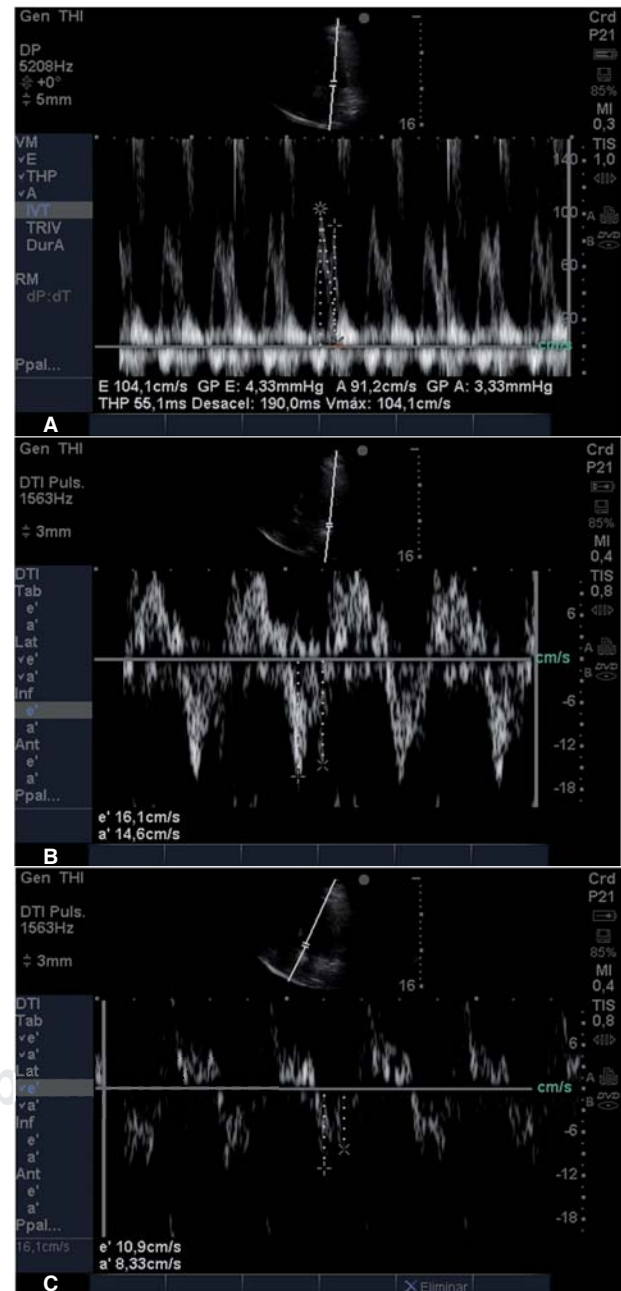 Gen THI
Crd
P21
DP
5208Hz
+0°
5mm
85%
MI
0,3
16
VM
✓E
✓THP
✓A
IVT
TRIV
DurA
RM
dP:dT
Ppal...
TIS
1,0
140
A
100
B DVD
60
20
cm/s
E 104,1cm/s GP E: 4,33mmHg A 91,2cm/s GP A: 3,33mmHg
THP 55,1ms Desacel: 190,0ms Vmáx: 104,1cm/s
A
Gen THI
Crd
P21
DTI Puls.
1563Hz
3mm
85%
MI
0,4
16
DTI
Tab
e'
a'
Lat
✓e'
✓a'
Inf
e'
a'
Ant
e'
a'
Ppal...
TIS
0,8
6
A
cm/s
B DVD
-6
-12
-18
e' 16,1cm/s
a' 14,6cm/s
B
Gen THI
Crd
P21
DTI Puls.
1563Hz
3mm
85%
MI
0,4
16
DTI
Tab
✓e'
✓a'
Lat
✓e'
✓a'
Inf
e'
a'
Ant
e'
a'
Ppal...
16,1cm/s
TIS
0,8
6
A
cm/s
B DVD
-6
-12
-18
e' 10,9cm/s
a' 8,33cm/s
C
Eliminar